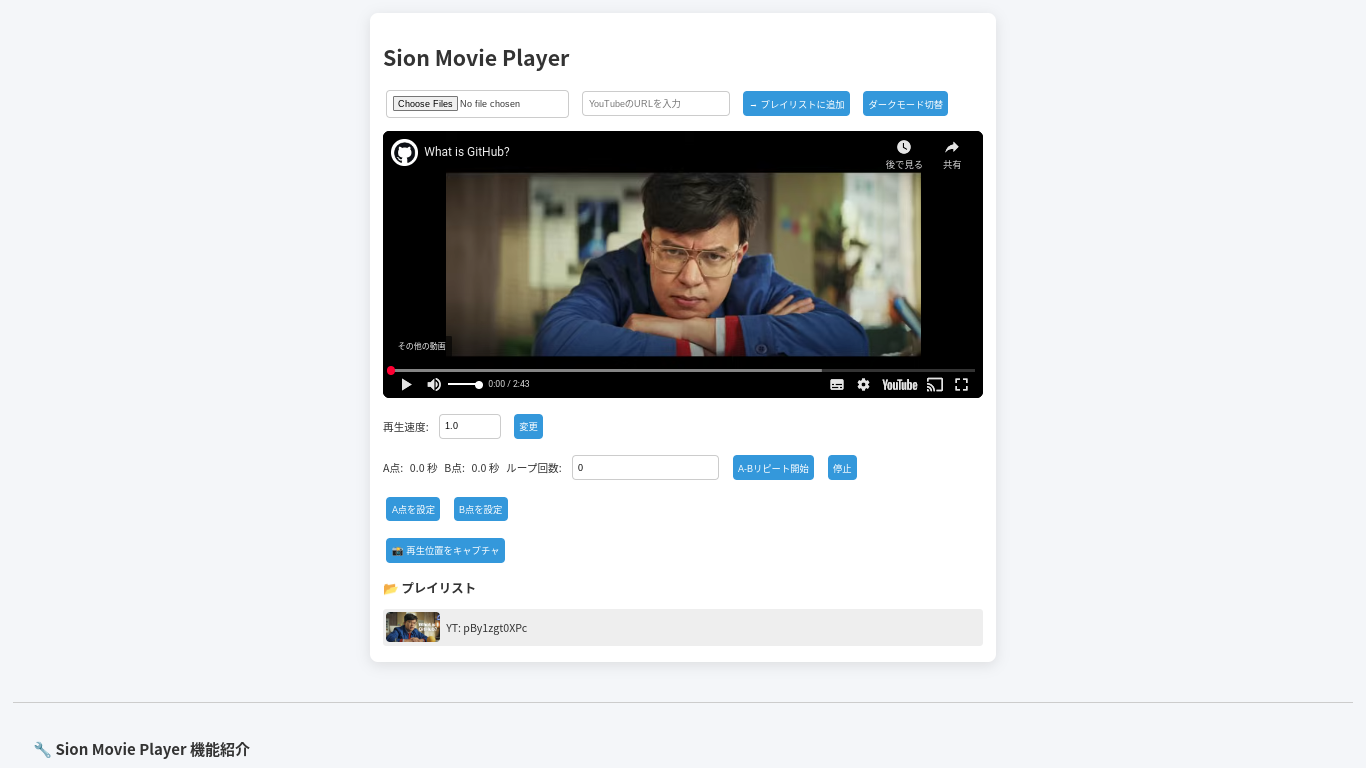 Sion Movie Player
Choose Files No file chosen
YouTubeのURLを入力
→ プレイリストに追加
ダークモード切替
What is GitHub?
後で見る
共有
その他の動画
0:00 / 2:43
YouTube
再生速度: 1.0 変更
A点: 0.0 秒 B点: 0.0 秒 ループ回数: 0 A-Bリピート開始 停止
A点を設定 B点を設定
📸 再生位置をキャプチャ
📂 プレイリスト
YT: pBy1zgt0XPc
🔧 Sion Movie Player 機能紹介